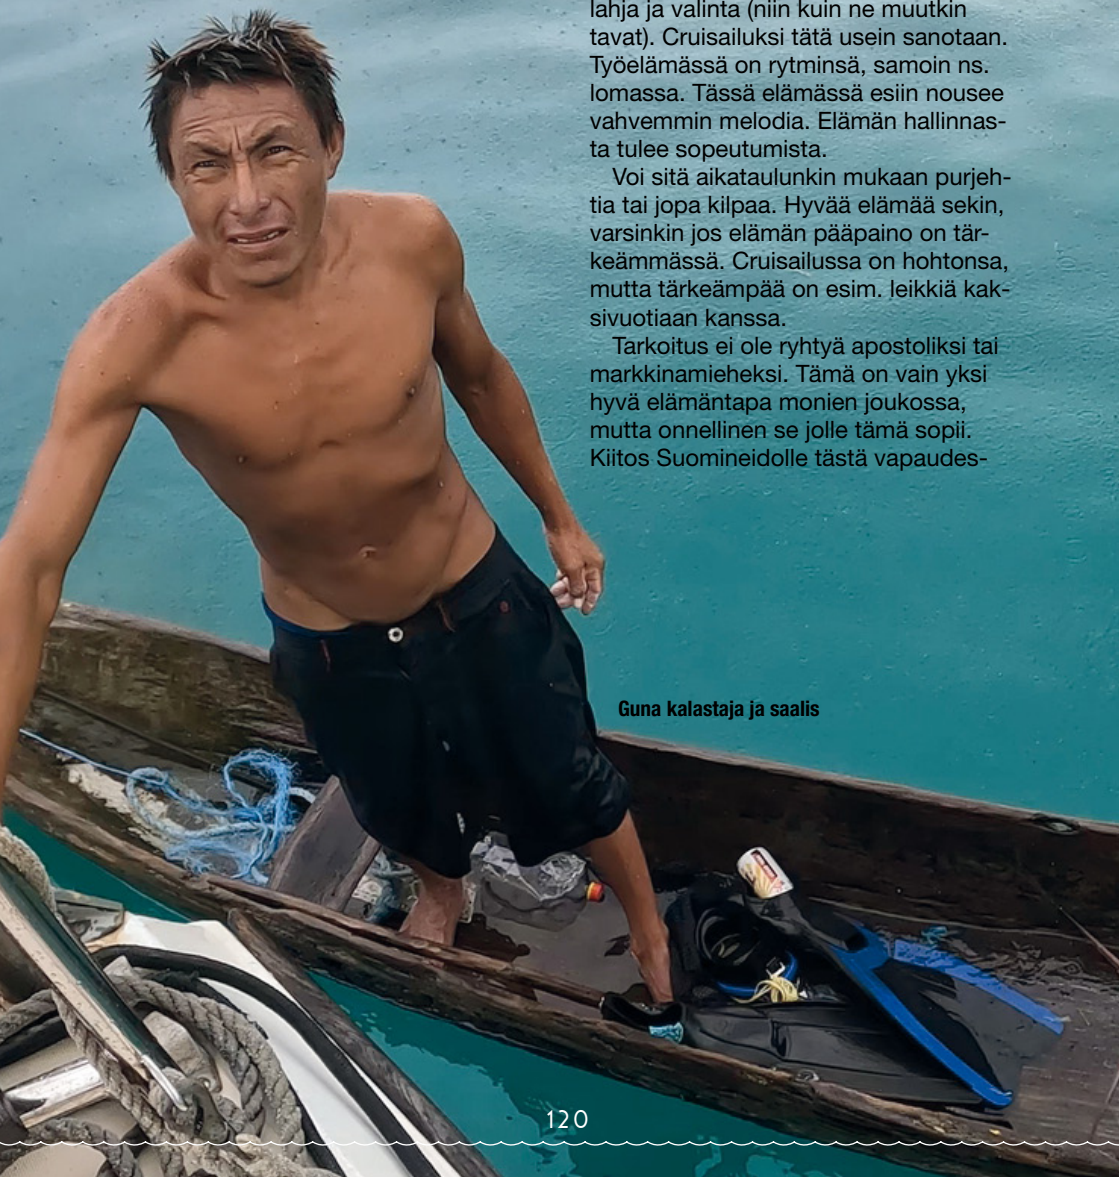 lahja ja valinta (niin kuin ne muutkin
tavat). Cruisailuksi tätä usein sanotaan.
Työelämässä on rytminsä, samoin ns.
lomassa. Tässä elämässä esiin nousee
vahvemmin melodia. Elämän hallinnas-
ta tulee sopeutumista.
Voi sitä aikataulunkin mukaan purjeh-
tia tai jopa kilpaa. Hyvää elämää sekin,
varsinkin jos elämän pääpaino on tär-
keämmässä. Cruisailussa on hohtonsa,
mutta tärkeämpää on esim. leikkiä kak-
sivuotiaan kanssa.
Tarkoitus ei ole ryhtyä apostoliksi tai
markkinamieheksi. Tämä on vain yksi
hyvä elämäntapa monien joukossa,
mutta onnellinen se jolle tämä sopii.
Kiitos Suomineidolle tästä vapaudes-
Guna kalastaja ja saalis
120